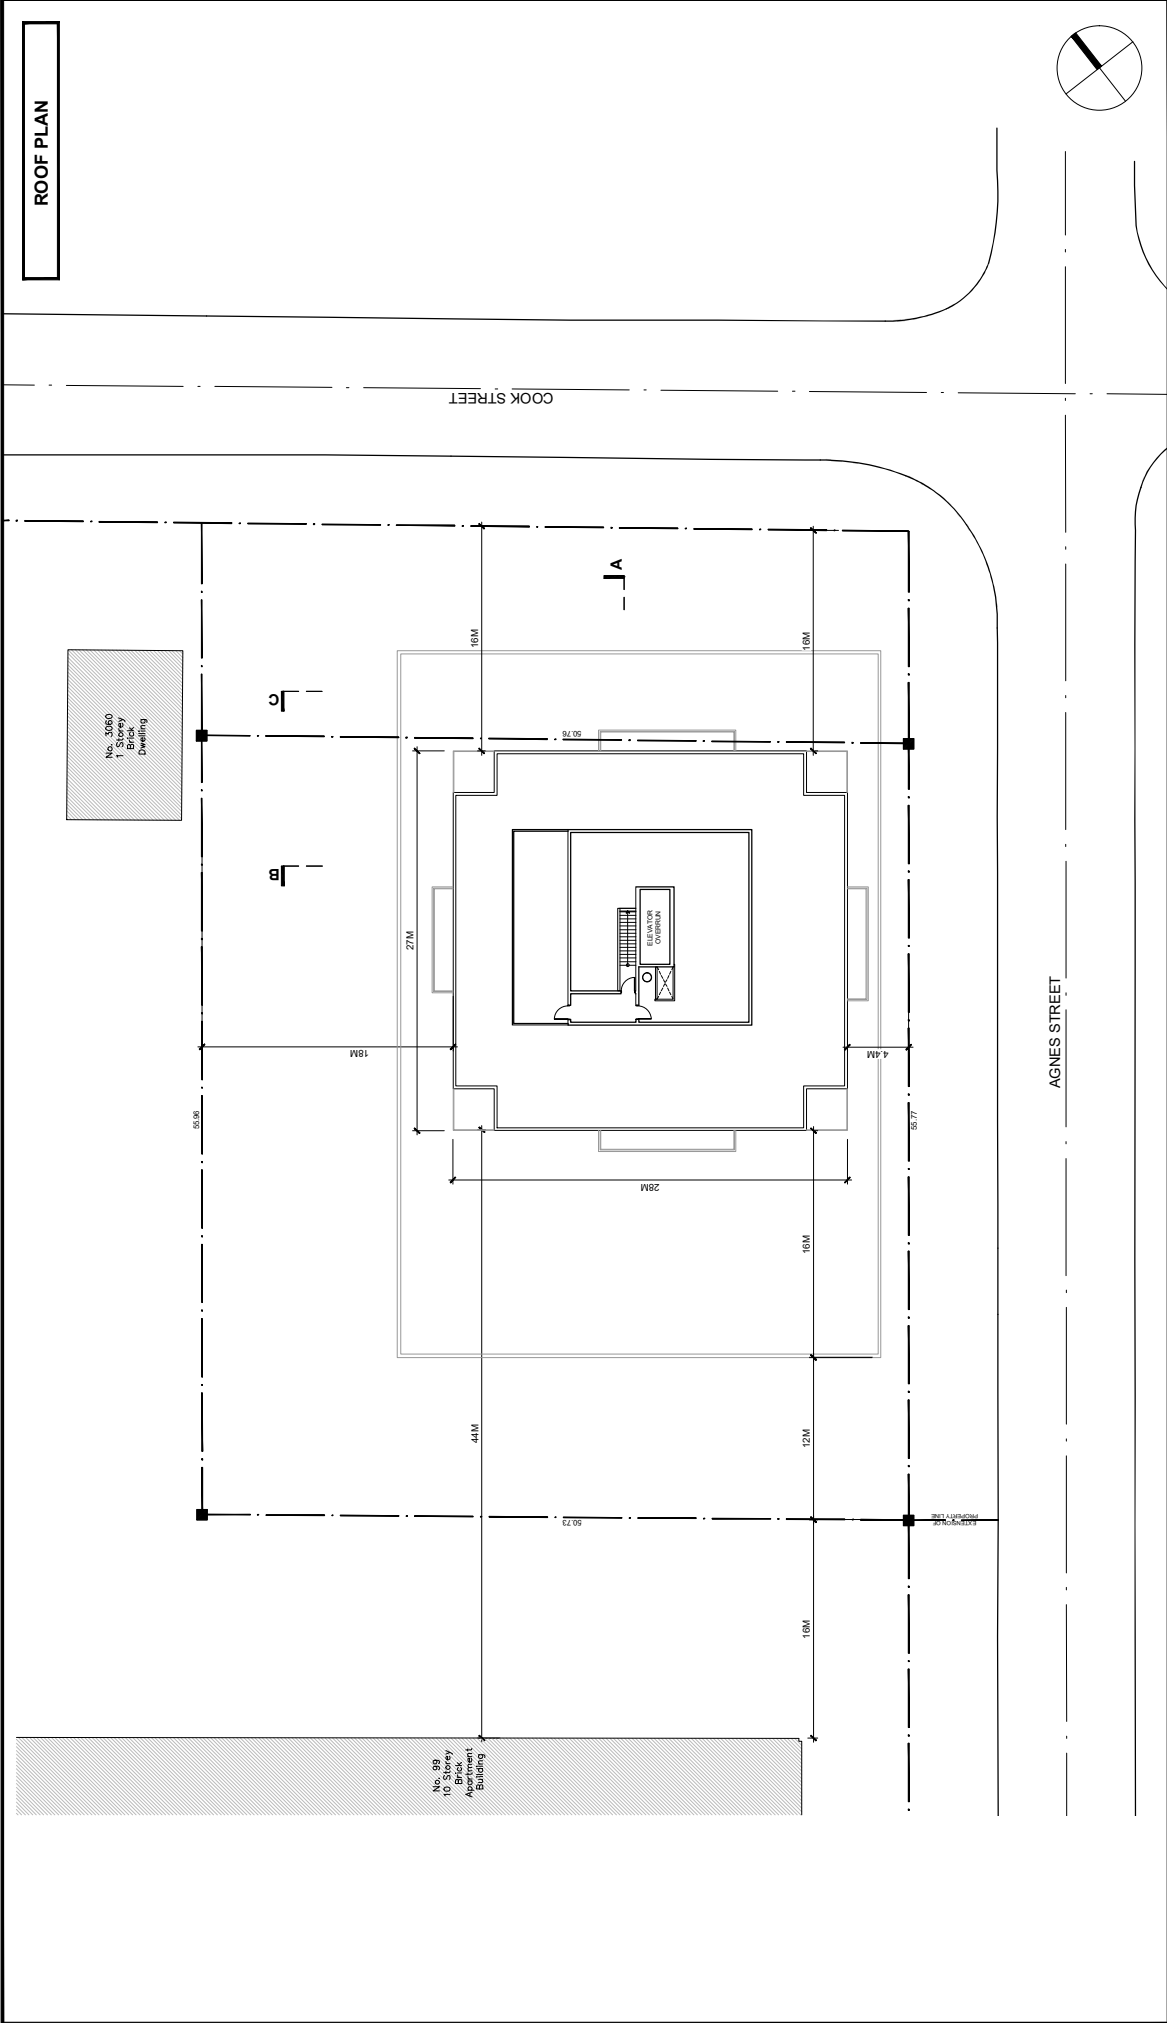 ROOF PLAN
COOK STREET
A
16M
16M
C
No. 3060
1 Storey
Brick
Dwelling
50.76
B
27M
ELEVATOR
OVERRUN
18M
4.4M
AGNES STREET
55.96
55.77
28M
16M
44M
12M
50.73
EXTENSION OF
PROPERTY LINE
16M
No. 99
10 Storey
Brick
Apartment
Building